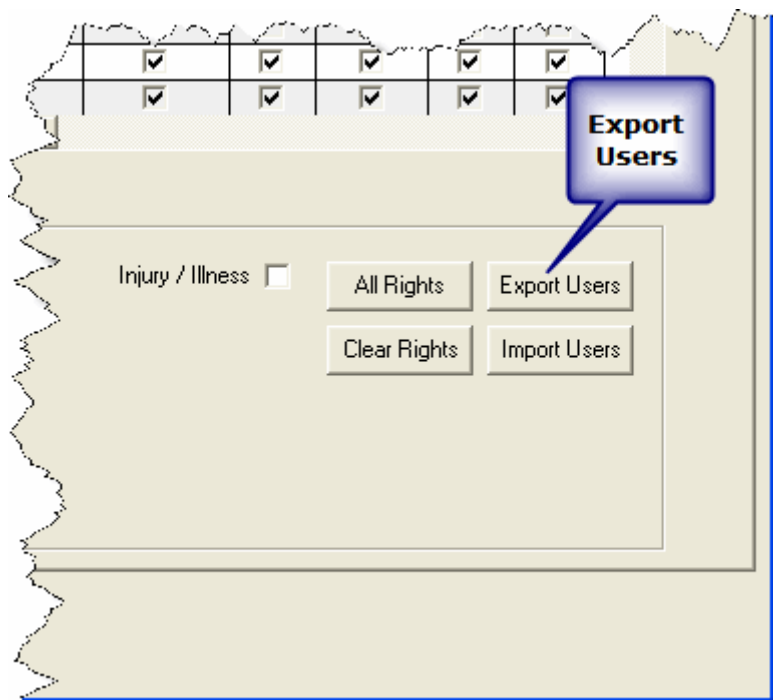 Export
Users
Injury / Illness
All Rights
Export Users
Clear Rights
Import Users